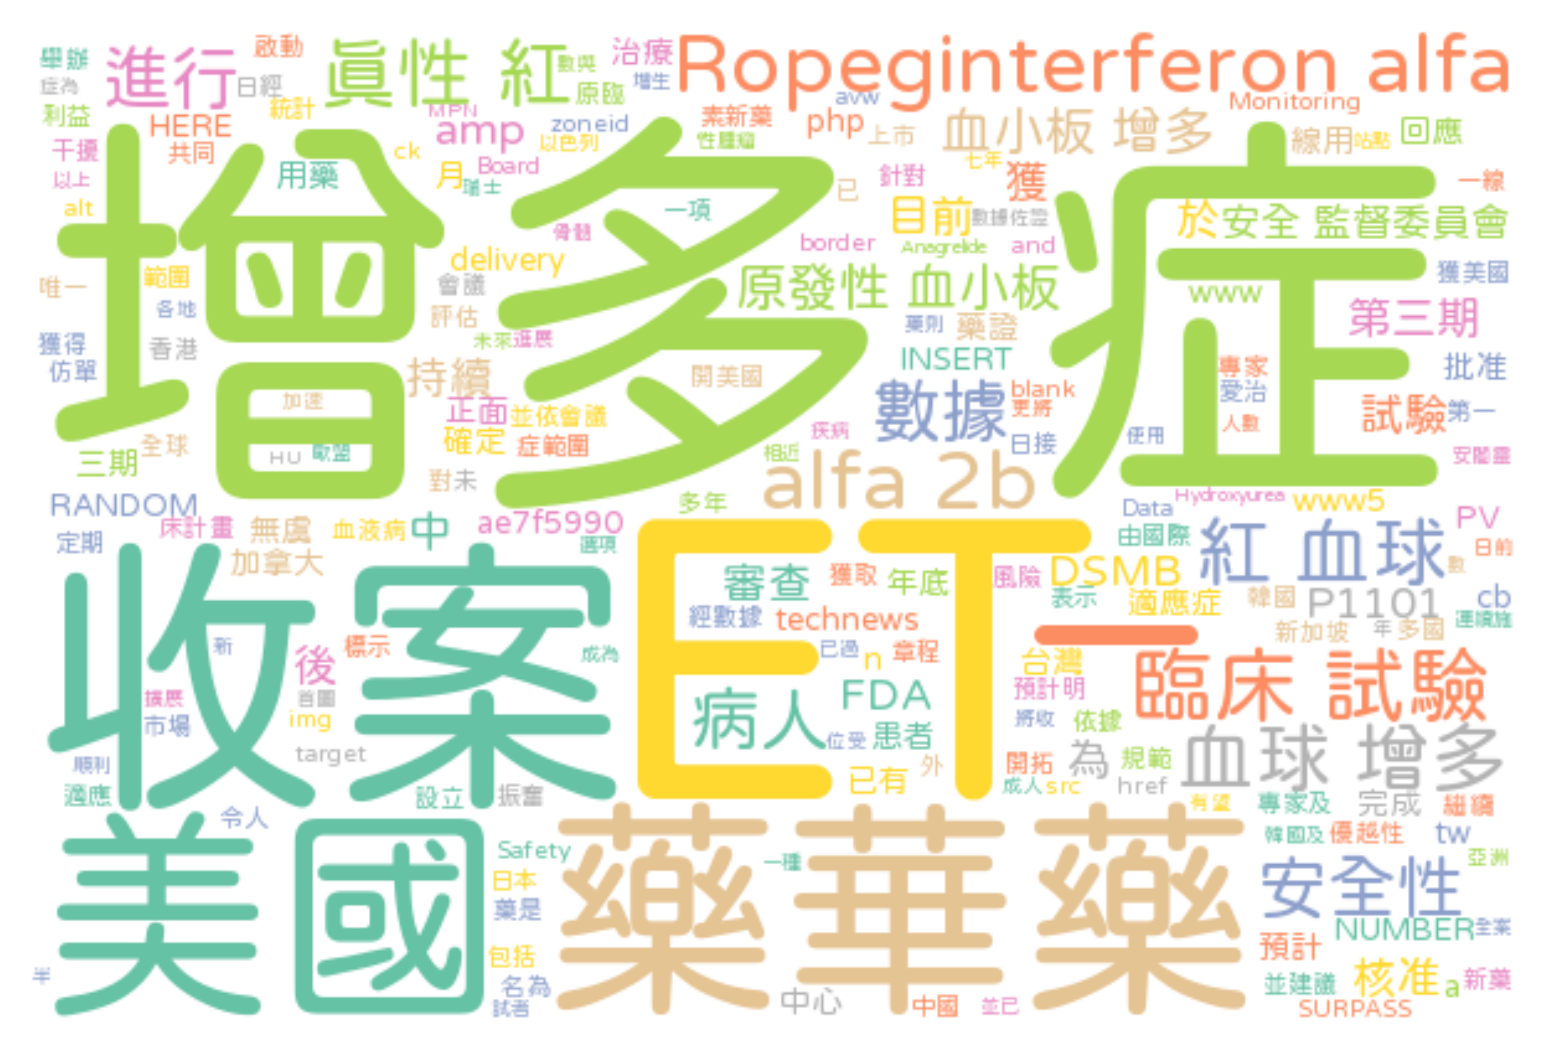 舉辦
症為
利益
干擾
以上
alt
唯一
獲得
仿單
進行
啟動
日經
HERE
共同
統計
範圍
各地
香港
用藥
眞性 紅
數與
原臨
治療
增生
Ropeginterferon alfa
MPN
amp
zoneid
以色列
性腫瘤
素新藥
php
avw
上市
血小板 增多
Monitoring
線用
站點
回應
ck
月
Board
瑞士
一項
骨髓
已
針對
七年
獲
一線
目前
數據佐證
於
安全 監督委員會
delivery
border
Anagrelide
and
獲美國
增多症
會議
評估
未來
進展
原發性 血小板
www
第三期
藥劑
藥證
INSERT
持續
開美國
數據
blank
更將
專家
愛治
人數
批准
試驗
第一
加速
正面
並依會議
確定
症範圍
疾病
相近
日接
使用
安閣靈
三期
全球
HU
歐盟
對未
alfa 2b
RANDOM
定期
床計畫
無虞
血液病
中
ae7f5990
多年
選項
Data
Hydroxyurea
www5
PV
日前
由國際
紅 血球
數
加拿大
收案
ET
審查
獲取
年底
風險
DSMB
表示
適應症
韓國
P1101
cb
連續施
經數據
technews
一
新加坡
年
多國
新
後
標示
成為
已過
n
章程
台灣
臨床 試驗
擴展
市場
首圖
img
target
病人
FDA
預計明
將收
依據
順利
適應
位受
患者
外
開拓
為
規範
血球 增多
設立
振奮
已有
成人
src
href
有望
專家及
完成
繼續
令人
美國
藥華藥
Safety
一種
韓國及
優越性
tw
亞洲
日本
藥是
安全性
包括
NUMBER
全案
預計
半
名為
試者
中心
中國
並已
並建議
核准
a
新藥
SURPASS